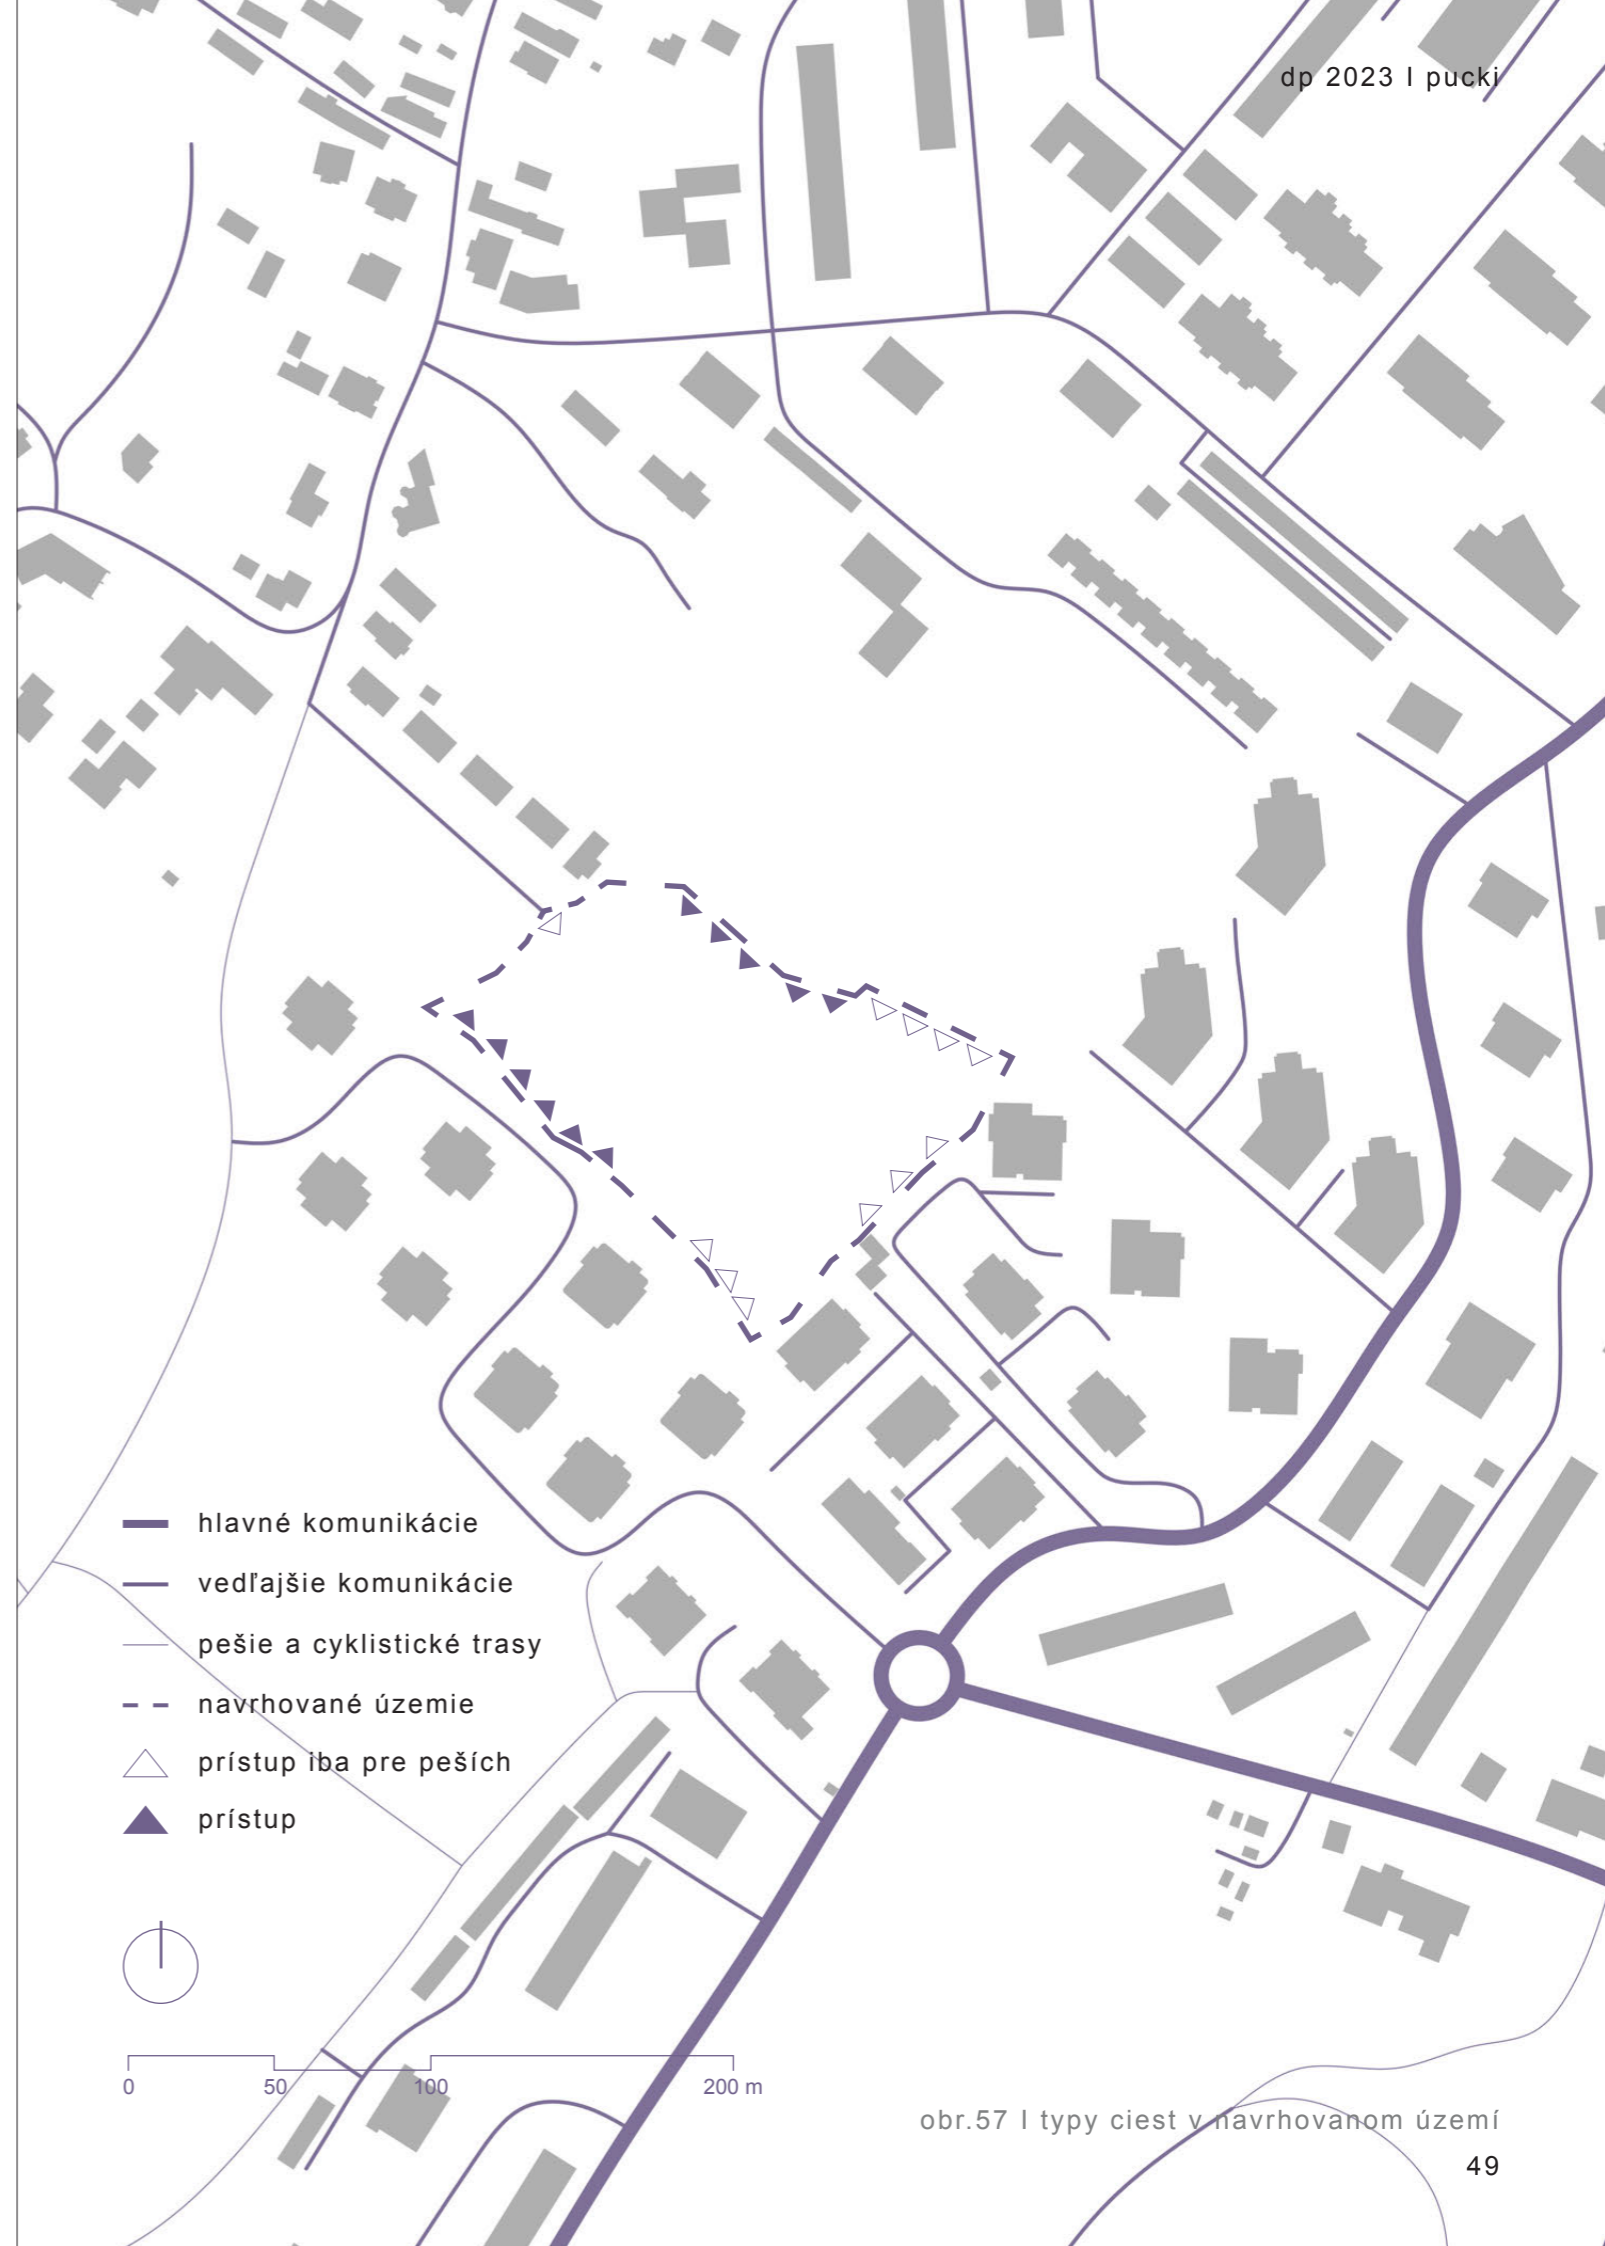 dp 2023 I pucki
hlavné komunikácie
vedľajšie komunikácie
pešie a cyklistické trasy
navrhované územie
prístup iba pre peších
prístup
0 50 100 200 m
obr.57 I typy ciest v navrhovanom území
49